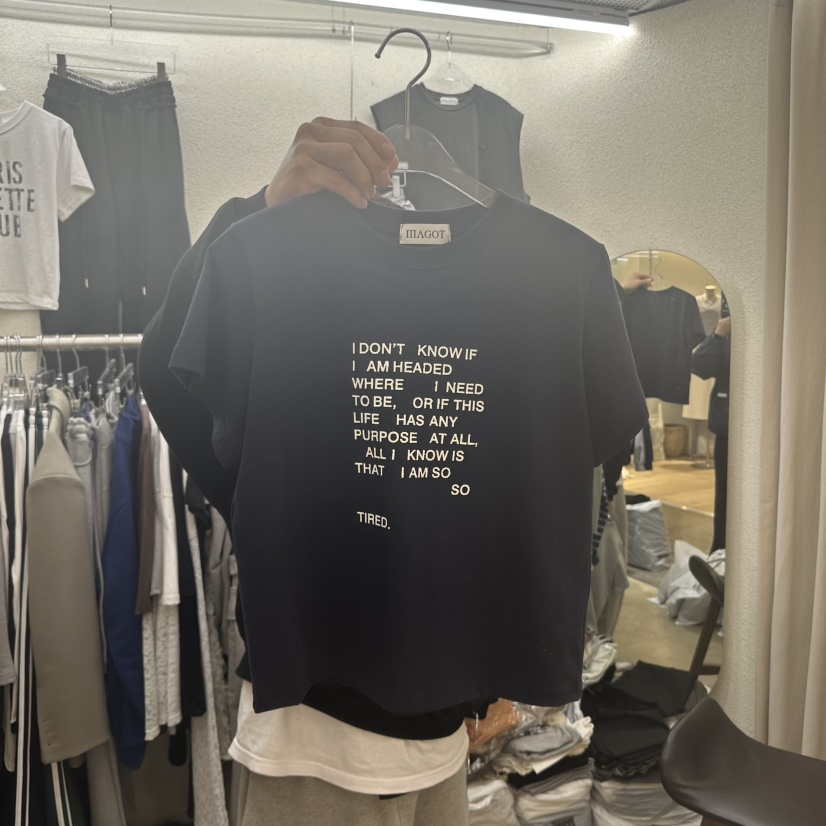 RIS
ETTE
UB
MAGOT
I DON'T KNOW IF
I AM HEADED
WHERE I NEED
TO BE, OR IF THIS
LIFE HAS ANY
PURPOSE AT ALL,
ALL I KNOW IS
THAT I AM SO
SO
TIRED.